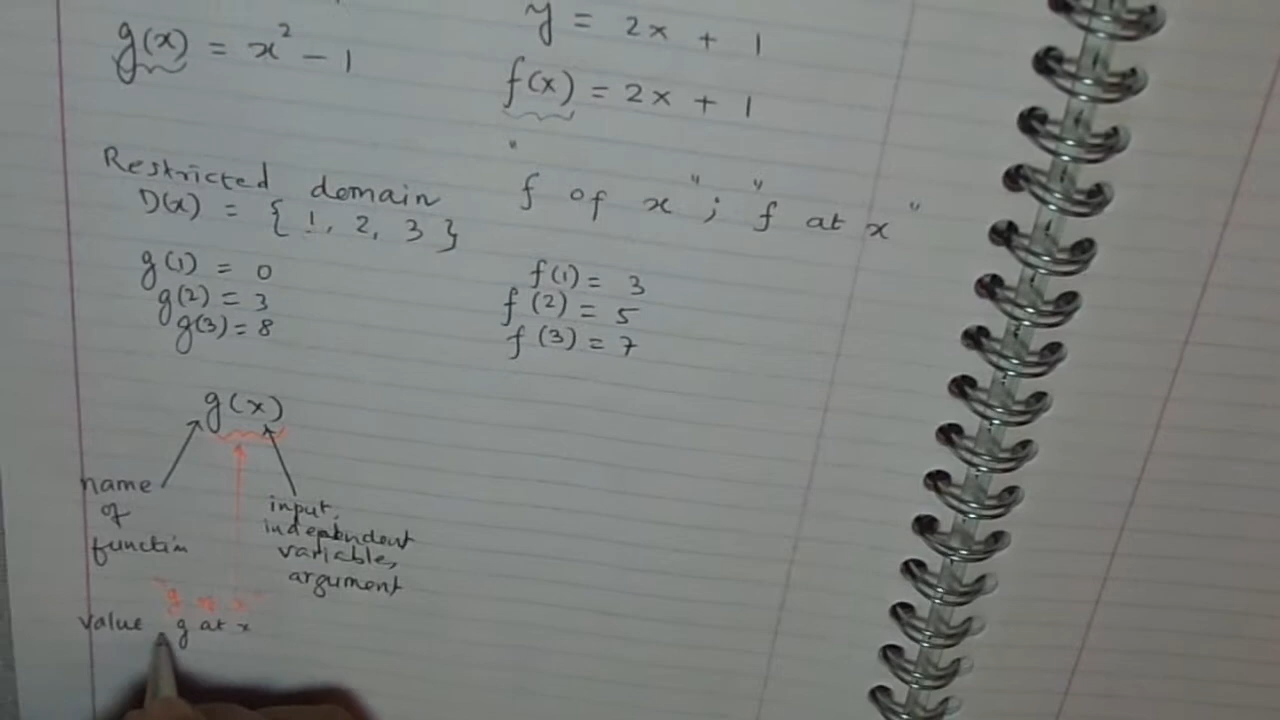 g(x) = x² - 1
y = 2x + 1
f(x) = 2x + 1
"f of x"; "f at x"
Restricted domain
D(x) = { 1, 2, 3 }
g(1) = 0
g(2) = 3
g(3) = 8
f(1) = 3
f(2) = 5
f(3) = 7
g(x)
name
of
function
input,
independent
variable,
argument
value g at x